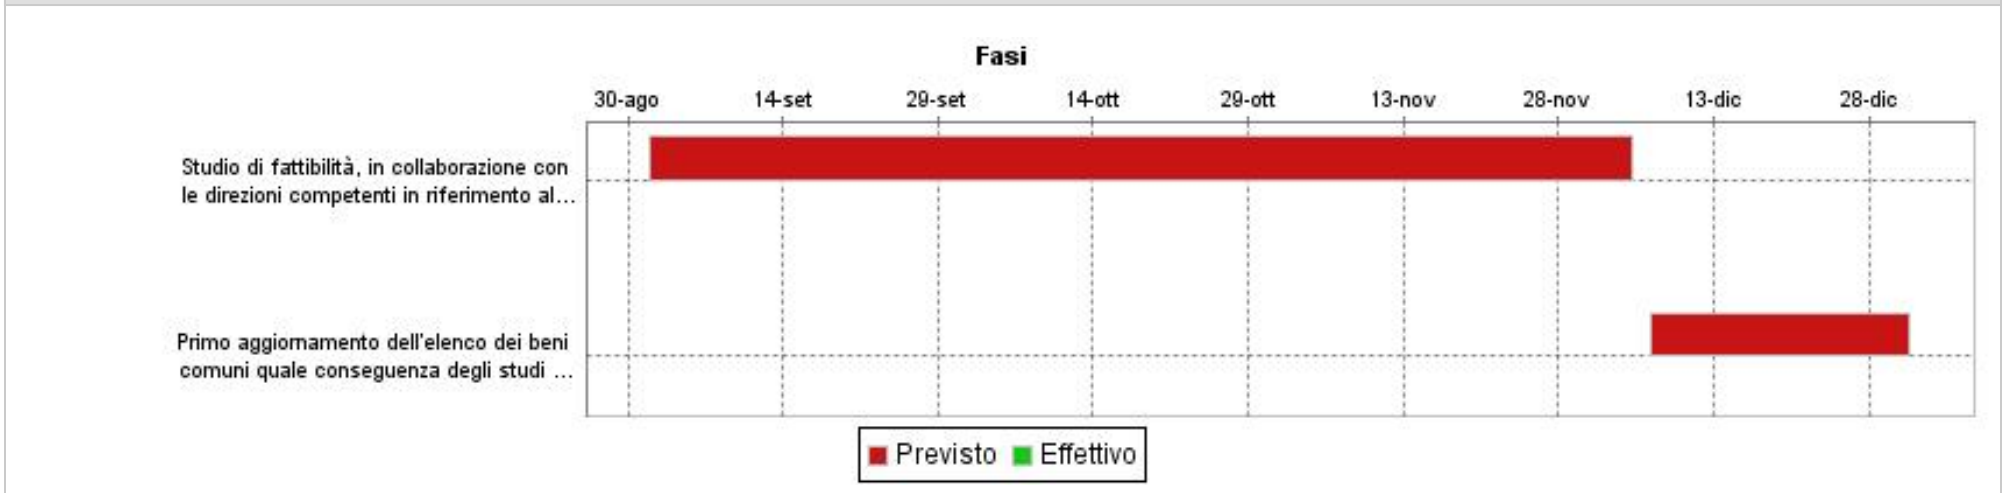 Fasi
30-ago 14-set 29-set 14-ott 29-ott 13-nov 28-nov 13-dic 28-dic
Studio di fattibilità, in collaborazione con
le direzioni competenti in riferimento al...
Primo aggiornamento dell'elenco dei beni
comuni quale conseguenza degli studi ...
Previsto Effettivo